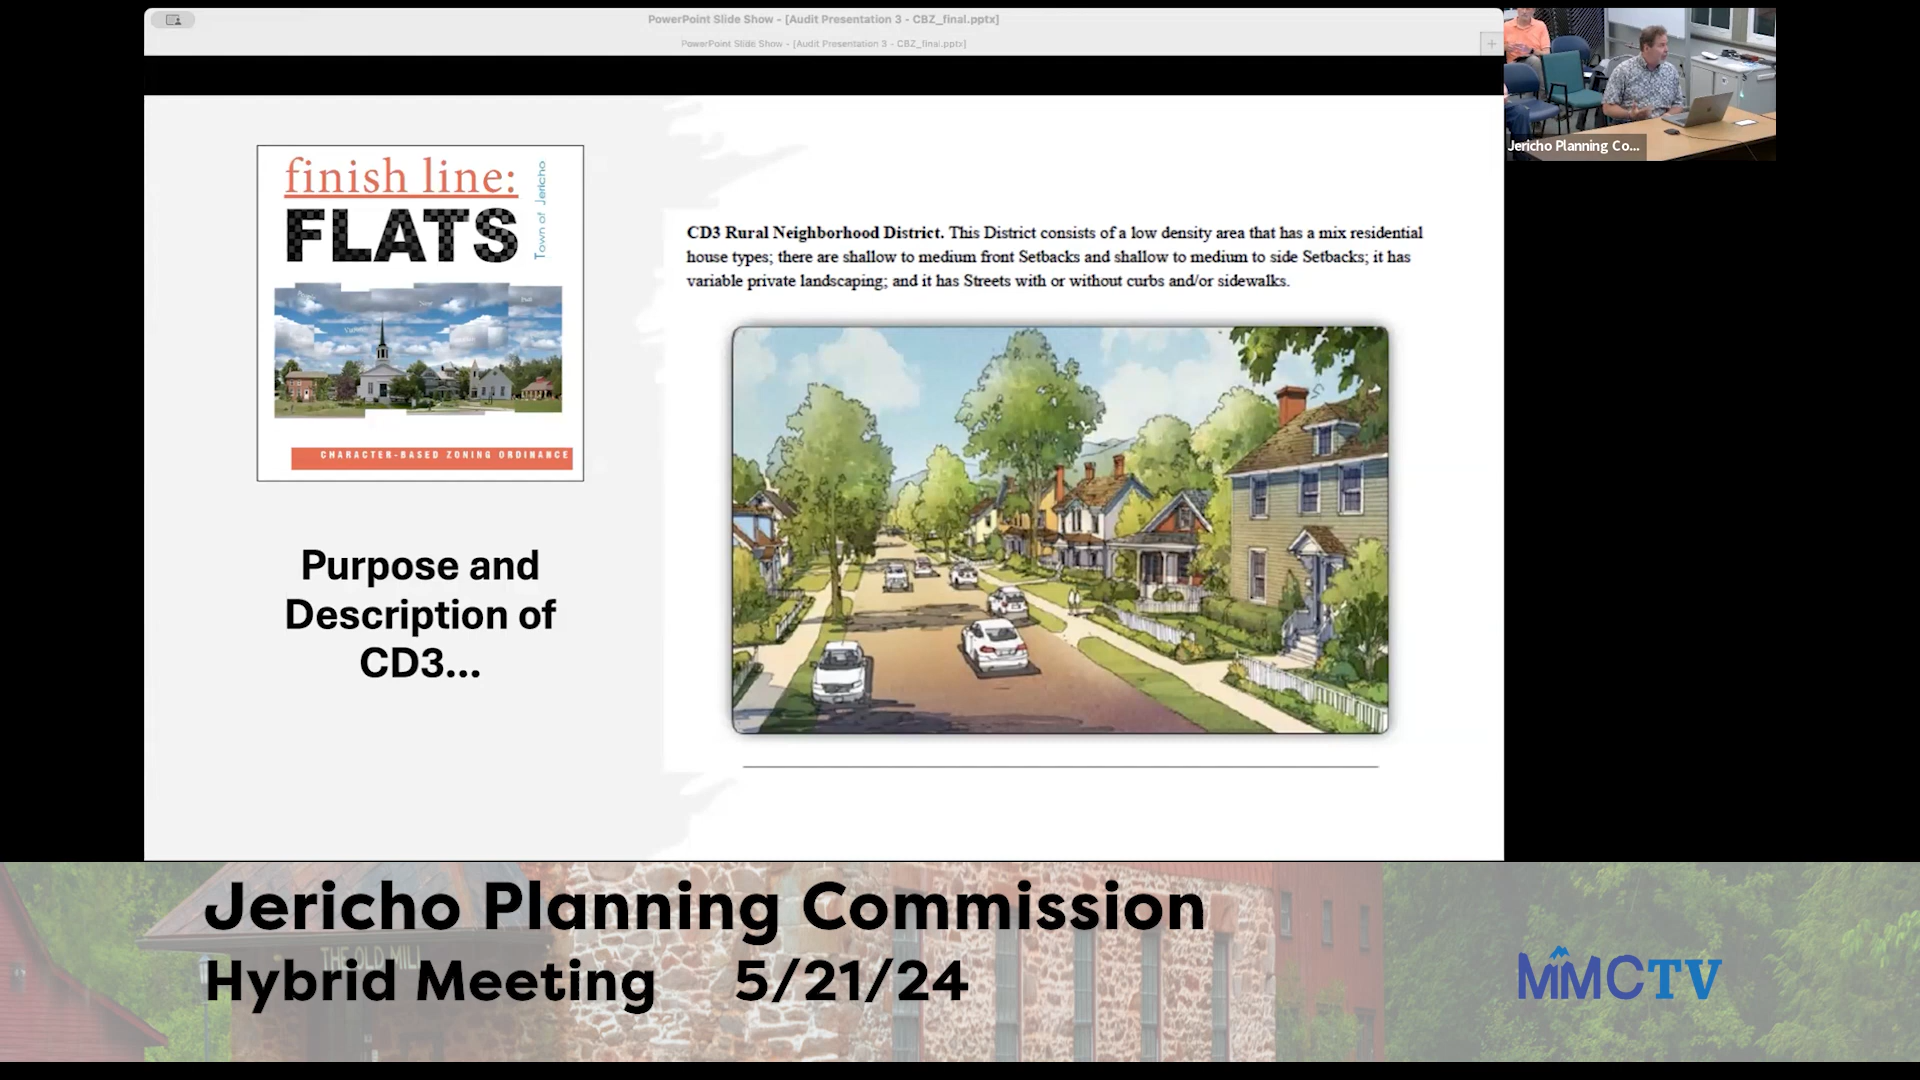 PowerPoint Slide Show - [Audit Presentation 3 - CBZ_final.pptx]
PowerPoint Slide Show - [Audit Presentation 3 - CBZ_final.pptx]
Jericho Planning Co...
finish line:
FLATS
Town of Jericho
CHARACTER-BASED ZONING ORDINANCE
Purpose and
Description of
CD3...
CD3 Rural Neighborhood District. This District consists of a low density area that has a mix residential
house types; there are shallow to medium front Setbacks and shallow to medium to side Setbacks; it has
variable private landscaping; and it has Streets with or without curbs and/or sidewalks.
Jericho Planning Commission
Hybrid Meeting 5/21/24
THE OLD MILL
MMCTV